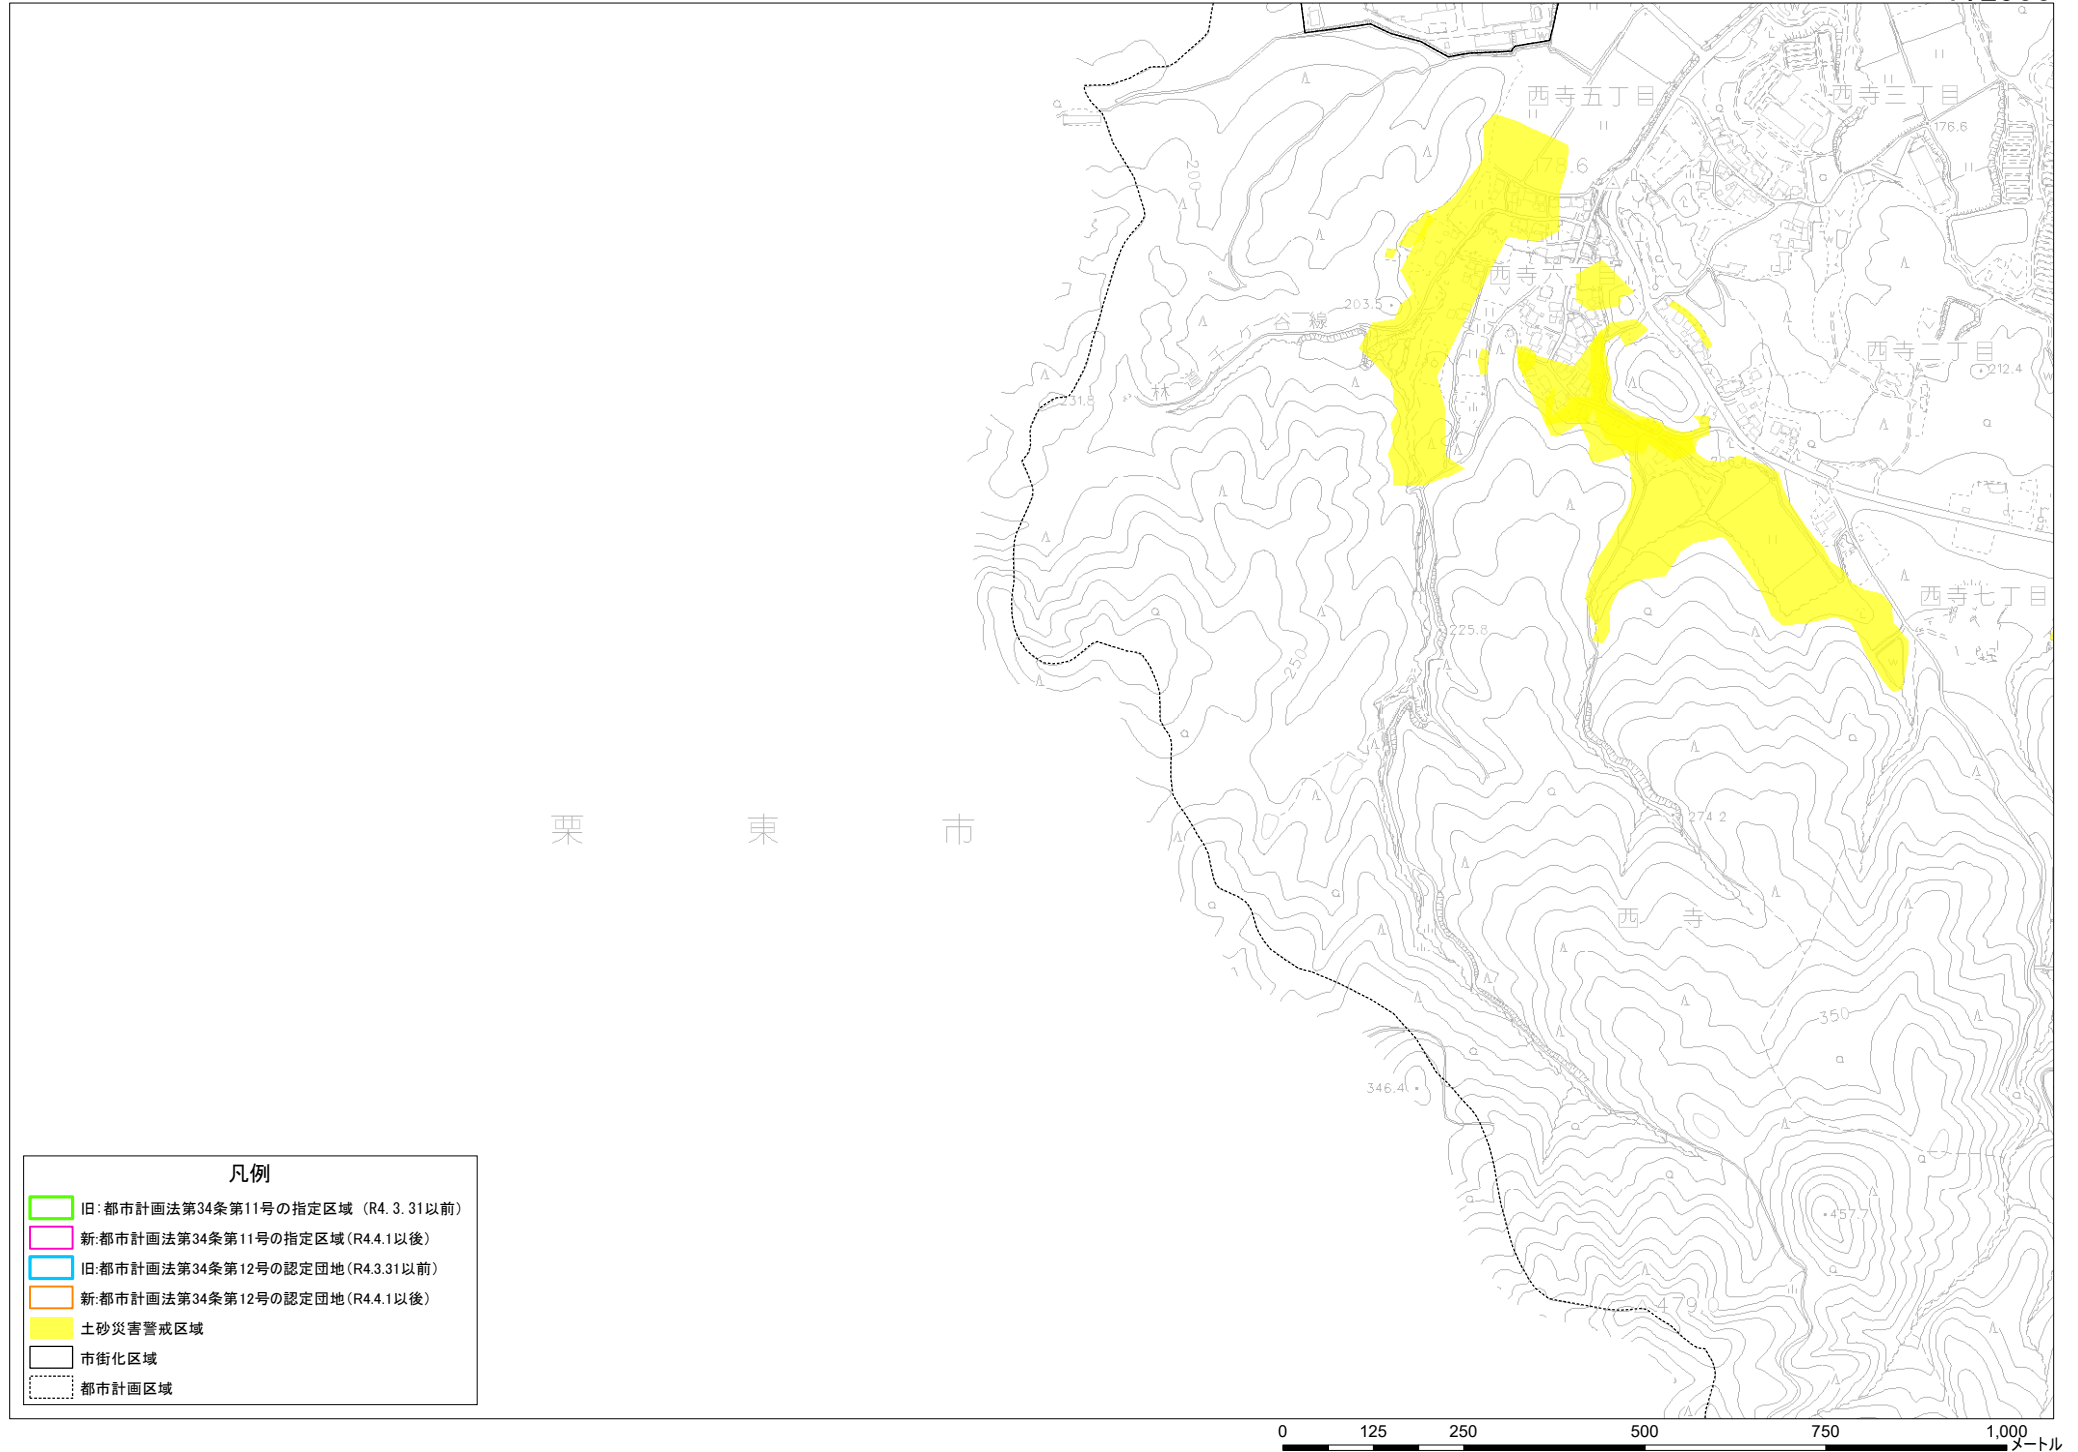 西寺五丁目
西寺三丁目
176.6
178.6
200
西寺六丁目
203.5
林道千り谷線
西寺二丁目
212.4
231.8
西寺七丁目
225.8
250
栗東市
274.2
西寺
350
346.4
457.7
479.0
凡例
旧:都市計画法第34条第11号の指定区域 (R4.3.31以前)
新:都市計画法第34条第11号の指定区域(R4.4.1以後)
旧:都市計画法第34条第12号の認定団地(R4.3.31以前)
新:都市計画法第34条第12号の認定団地(R4.4.1以後)
土砂災害警戒区域
市街化区域
都市計画区域
0 125 250 500 750 1,000
メートル